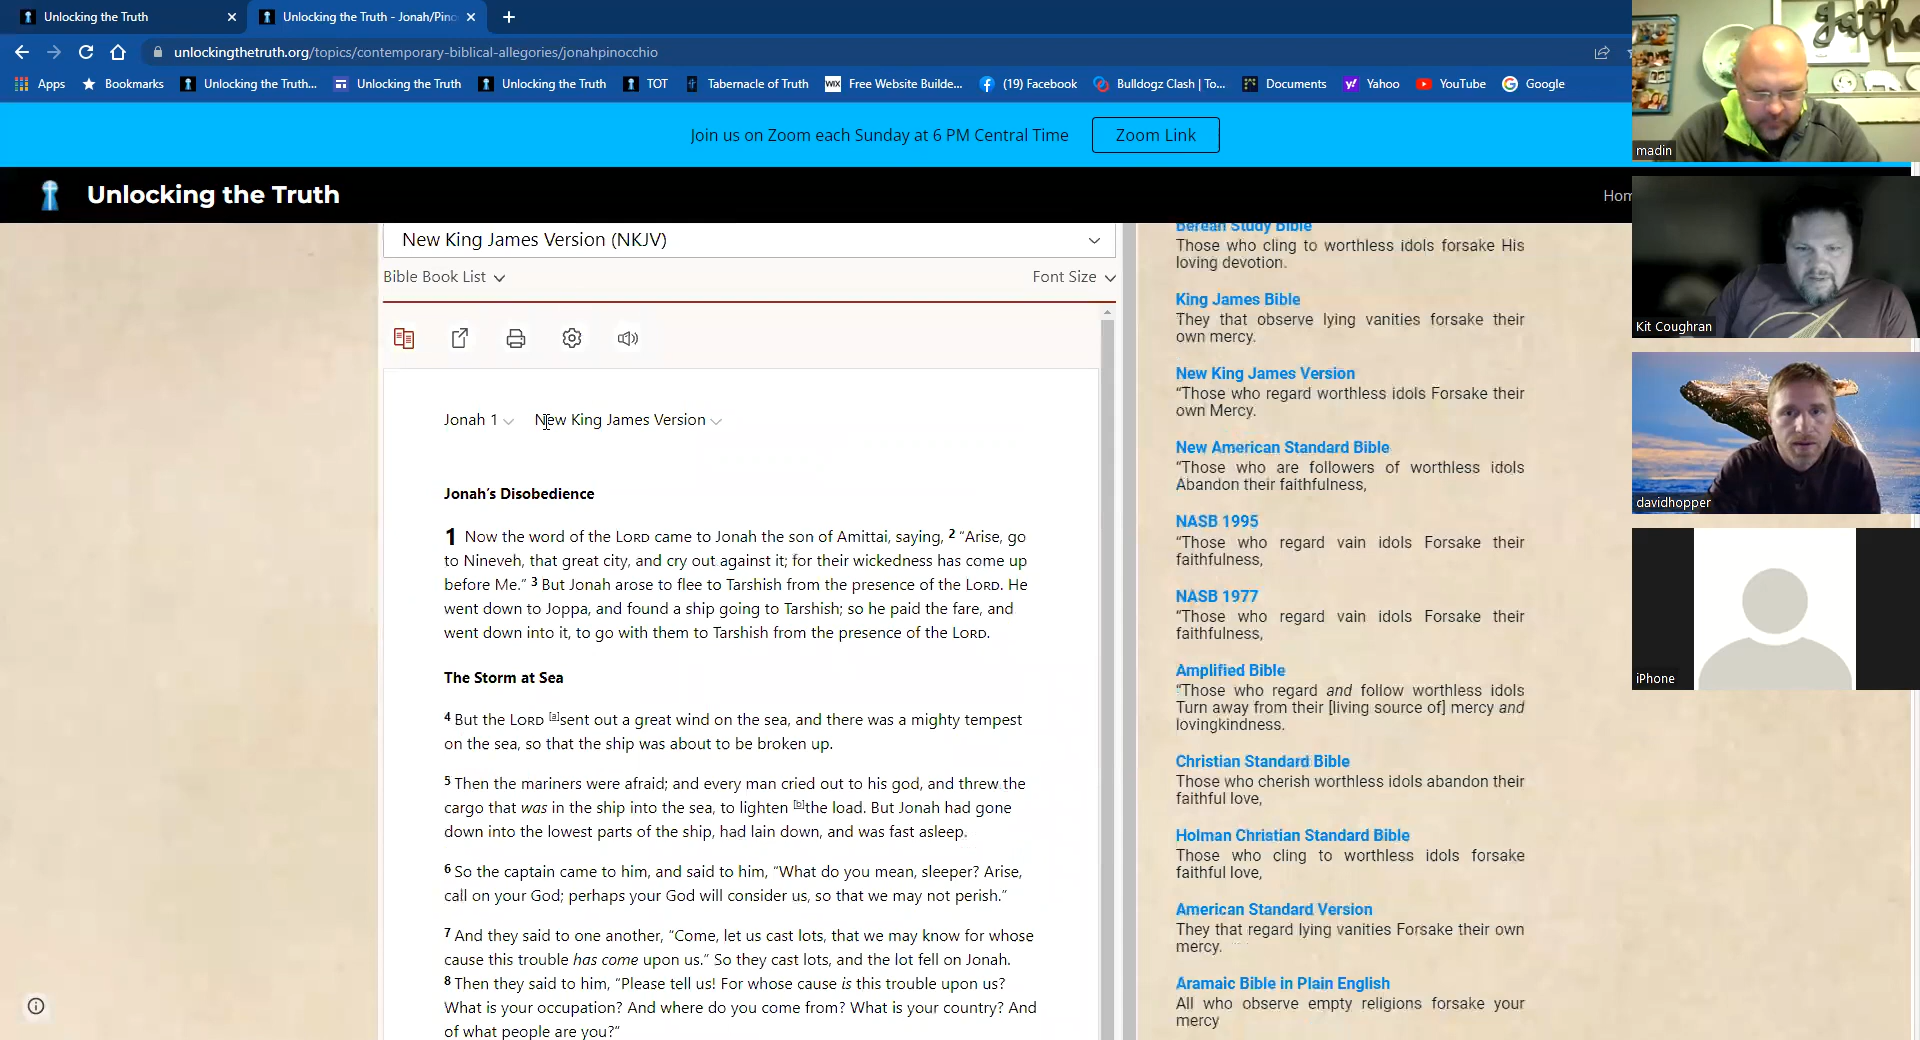 Unlocking the Truth
Unlocking the Truth - Jonah/Pino
unlockingthetruth.org/topics/contemporary-biblical-allegories/jonahpinocchio
Apps Bookmarks Unlocking the Truth... Unlocking the Truth Unlocking the Truth TOT Tabernacle of Truth WIX Free Website Builde... (19) Facebook Bulldogz Clash | To... Documents Yahoo YouTube Google
Join us on Zoom each Sunday at 6 PM Central Time Zoom Link
Unlocking the Truth
Hom
New King James Version (NKJV)
Bible Book List Font Size
Jonah 1 New King James Version
Jonah's Disobedience
1 Now the word of the LORD came to Jonah the son of Amittai, saying, 2 “Arise, go
to Nineveh, that great city, and cry out against it; for their wickedness has come up
before Me.” 3 But Jonah arose to flee to Tarshish from the presence of the LORD. He
went down to Joppa, and found a ship going to Tarshish; so he paid the fare, and
went down into it, to go with them to Tarshish from the presence of the LORD.
The Storm at Sea
4 But the LORD [a]sent out a great wind on the sea, and there was a mighty tempest
on the sea, so that the ship was about to be broken up.
5 Then the mariners were afraid; and every man cried out to his god, and threw the
cargo that was in the ship into the sea, to lighten [b]the load. But Jonah had gone
down into the lowest parts of the ship, had lain down, and was fast asleep.
6 So the captain came to him, and said to him, “What do you mean, sleeper? Arise,
call on your God; perhaps your God will consider us, so that we may not perish.”
7 And they said to one another, “Come, let us cast lots, that we may know for whose
cause this trouble has come upon us.” So they cast lots, and the lot fell on Jonah.
8 Then they said to him, “Please tell us! For whose cause is this trouble upon us?
What is your occupation? And where do you come from? What is your country? And
of what people are you?”
Berean Study Bible
Those who cling to worthless idols forsake His
loving devotion.
King James Bible
They that observe lying vanities forsake their
own mercy.
New King James Version
“Those who regard worthless idols Forsake their
own Mercy.
New American Standard Bible
“Those who are followers of worthless idols
Abandon their faithfulness,
NASB 1995
“Those who regard vain idols Forsake their
faithfulness,
NASB 1977
“Those who regard vain idols Forsake their
faithfulness,
Amplified Bible
“Those who regard and follow worthless idols
Turn away from their [living source of] mercy and
lovingkindness.
Christian Standard Bible
Those who cherish worthless idols abandon their
faithful love,
Holman Christian Standard Bible
Those who cling to worthless idols forsake
faithful love,
American Standard Version
They that regard lying vanities Forsake their own
mercy.
Aramaic Bible in Plain English
All who observe empty religions forsake your
mercy
gathe
madin
Kit Coughran
davidhopper
iPhone